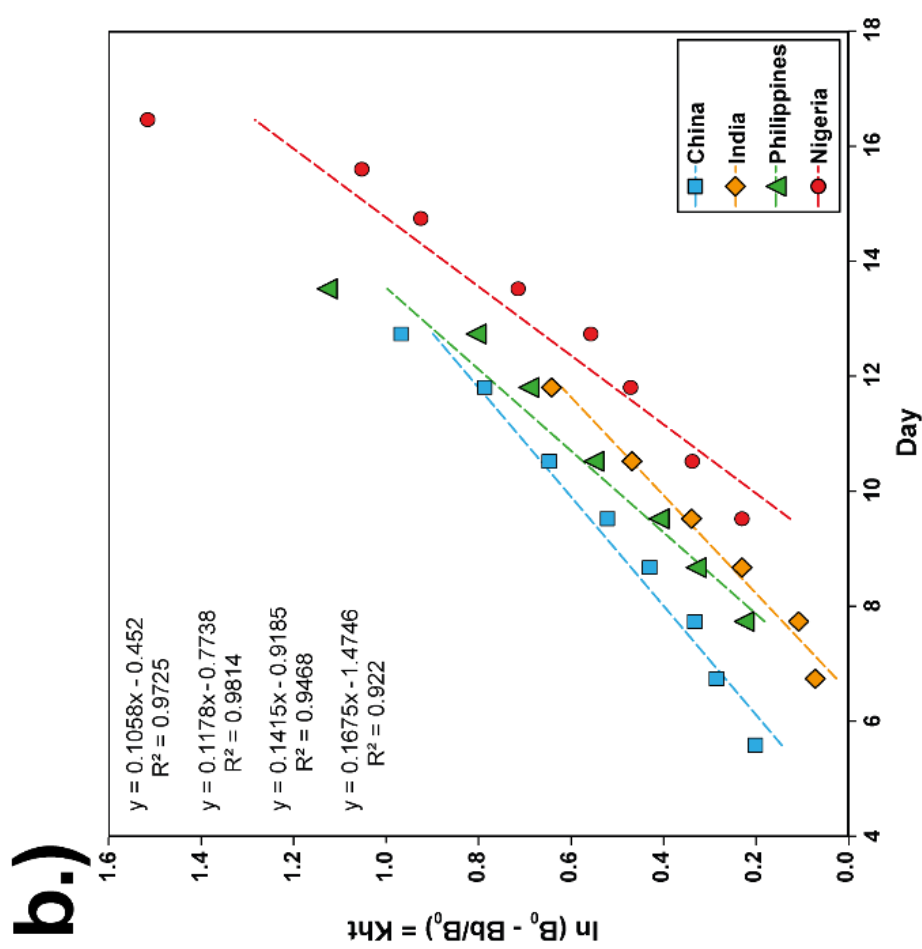 b.)
y = 0.1058x - 0.452
R² = 0.9725
y = 0.1178x - 0.7738
R² = 0.9814
y = 0.1415x - 0.9185
R² = 0.9468
y = 0.1675x - 1.4746
R² = 0.922
ln (B₀ - Bb/B₀) = Kht
1.6
1.4
1.2
1.0
0.8
0.6
0.4
0.2
0.0
4
6
8
10
12
14
16
18
Day
China
India
Philippines
Nigeria